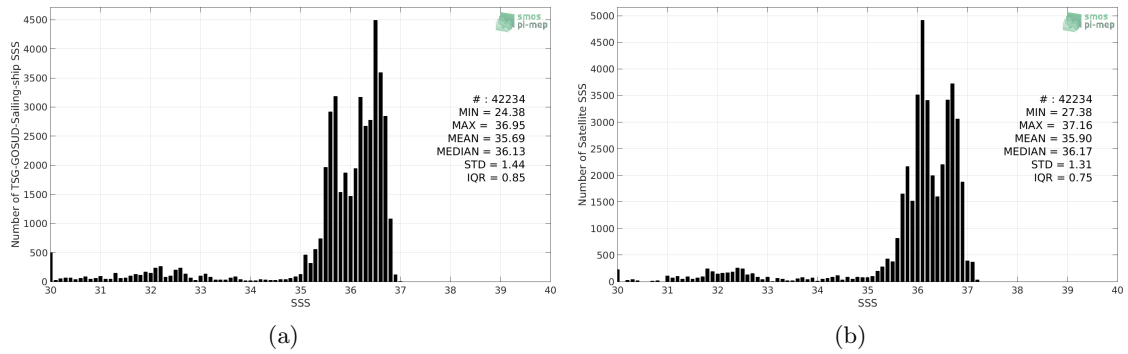 smos
pi-mep
Number of TSG-GOSUD-Sailing-ship SSS
4500
4000
3500
3000
2500
2000
1500
1000
500
0
# : 42234
MIN = 24.38
MAX = 36.95
MEAN = 35.69
MEDIAN = 36.13
STD = 1.44
IQR = 0.85
30 31 32 33 34 35 36 37 38 39 40
SSS
(a)
smos
pi-mep
Number of Satellite SSS
5000
4500
4000
3500
3000
2500
2000
1500
1000
500
0
# : 42234
MIN = 27.38
MAX = 37.16
MEAN = 35.90
MEDIAN = 36.17
STD = 1.31
IQR = 0.75
30 31 32 33 34 35 36 37 38 39 40
SSS
(b)